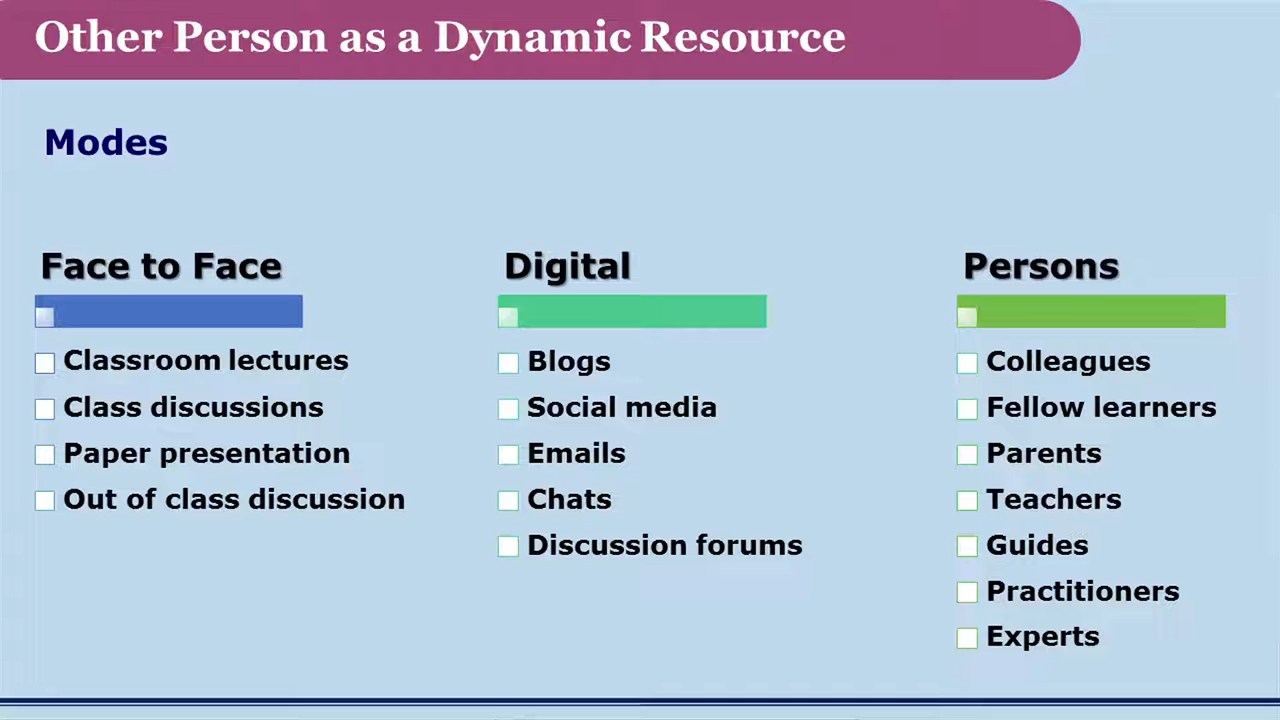 Other Person as a Dynamic Resource
Modes
Face to Face
Classroom lectures
Class discussions
Paper presentation
Out of class discussion
Digital
Blogs
Social media
Emails
Chats
Discussion forums
Persons
Colleagues
Fellow learners
Parents
Teachers
Guides
Practitioners
Experts